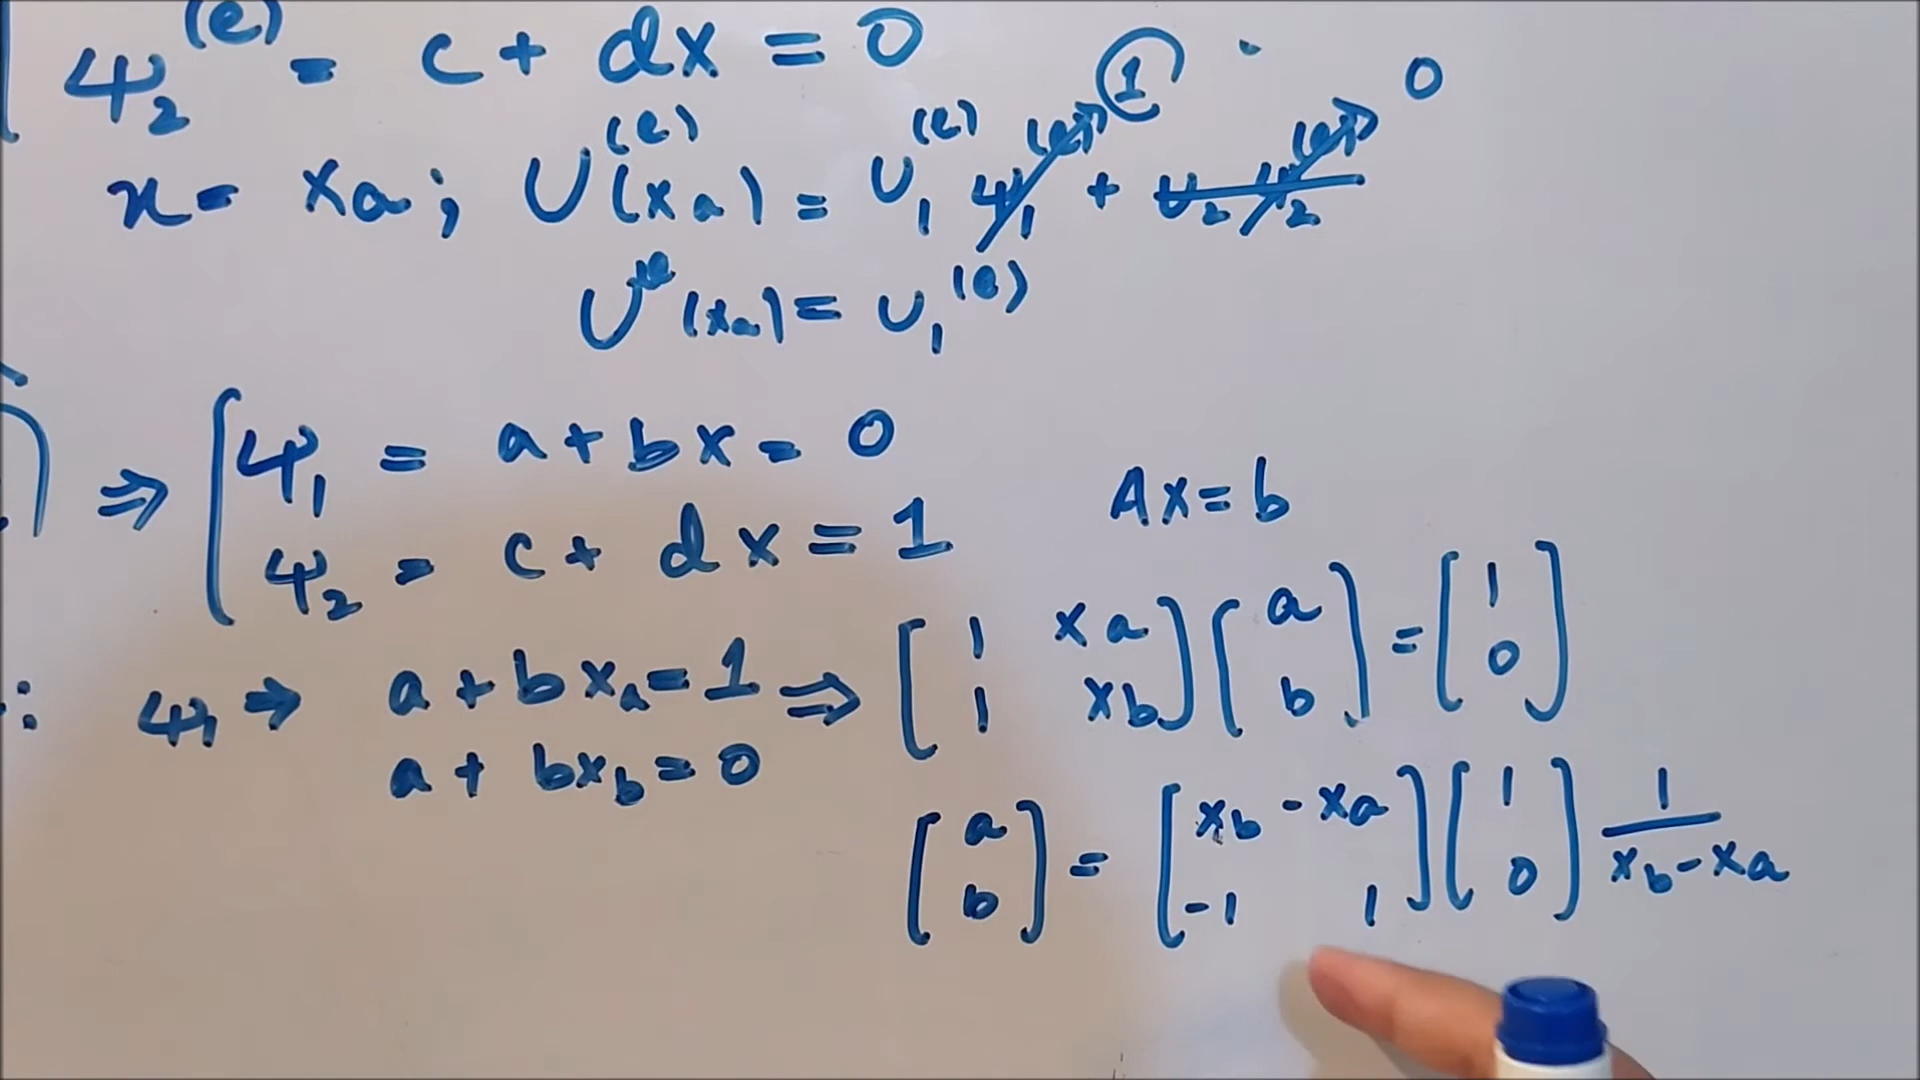 ψ₂⁽ᵉ⁾ = c + dx = 0
x = xa ; U⁽ᵉ⁾(xa) = U₁⁽ᵉ⁾ ψ₁⁽ᵉ⁾ ① + U₂ ψ₂⁽ᵉ⁾ 0
Uᵉ(xa) = U₁⁽ᵉ⁾
⇒ [ ψ₁ = a + bx = 0
ψ₂ = c + dx = 1
Ax = b
∴ ψ₁ ⇒ a + bxₐ = 1 ⇒ [1 xa; 1 xb] [a; b] = [1; 0]
a + bx_b = 0
[a; b] = [xb -xa; -1 1] [1; 0] 1/(xb - xa)